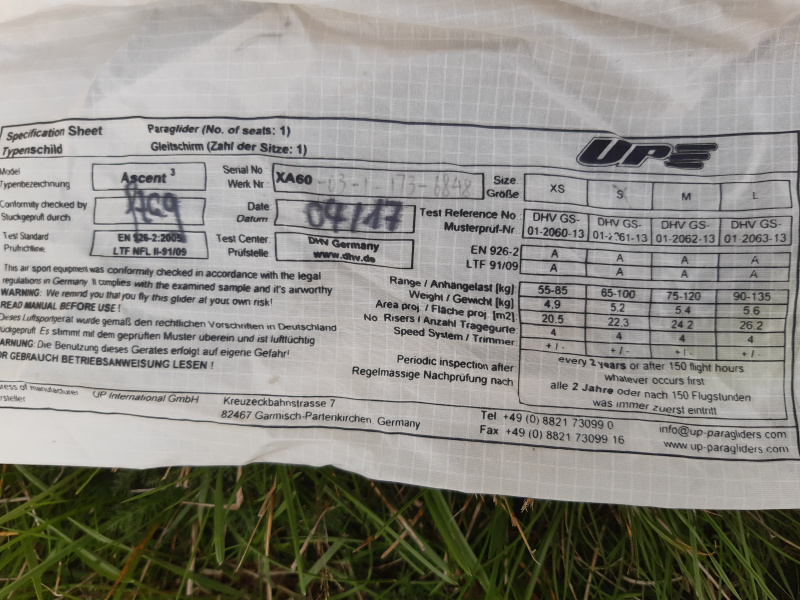 Specification Sheet Paraglider (No. of seats: 1)
Typenschild Gleitschirm (Zahl der Sitze: 1)
UP
Model
Typenbezeichnung
Ascent 3
Serial No
Werk Nr.
XA60
Size
Größe
XS S M L
Conformity checked by
Stückgeprüft durch
Date
Datum
04/17
Test Reference No
Musterprüf-Nr
DHV GS-01-2060-13
DHV GS-01-2061-13
DHV GS-01-2062-13
DHV GS-01-2063-13
Test Standard
Prüfrichtlinie
EN 926-2:2005
LTF NFL II-91/09
Test Center
Prüfstelle
DHV Germany
www.dhv.de
EN 926-2 A A A A
LTF 91/09 A A A A
Range / Anhängelast [kg] 55-85 65-100 75-120 90-135
Weight / Gewicht [kg] 4.9 5.2 5.4 5.6
Area proj. / Fläche proj. [m2] 20.5 22.3 24.2 26.2
No Risers / Anzahl Tragegurte: 4 4 4 4
Speed System / Trimmer: + / - + / - + / - + / -
Periodic inspection after
Regelmässige Nachprüfung nach
every 2 years or after 150 flight hours
whatever occurs first
alle 2 Jahre oder nach 150 Flugstunden
was immer zuerst eintritt
This air sport equipment was conformity checked in accordance with the legal
regulations in Germany. It complies with the examined sample and it's airworthy
WARNING: We remind you that you fly this glider at your own risk!
READ MANUAL BEFORE USE !
Dieses Luftsportgerät wurde gemäß den rechtlichen Vorschriften in Deutschland
stückgeprüft. Es stimmt mit dem geprüften Muster überein und ist lufttüchtig
WARNUNG: Die Benutzung dieses Gerätes erfolgt auf eigene Gefahr!
VOR GEBRAUCH BETRIEBSANWEISUNG LESEN !
ress of manufacturer
rsteller
UP International GmbH
Kreuzeckbahnstrasse 7
82467 Garmisch-Partenkirchen, Germany
Tel +49 (0) 8821 73099 0
Fax +49 (0) 8821 73099 16
info@up-paragliders.com
www.up-paragliders.com